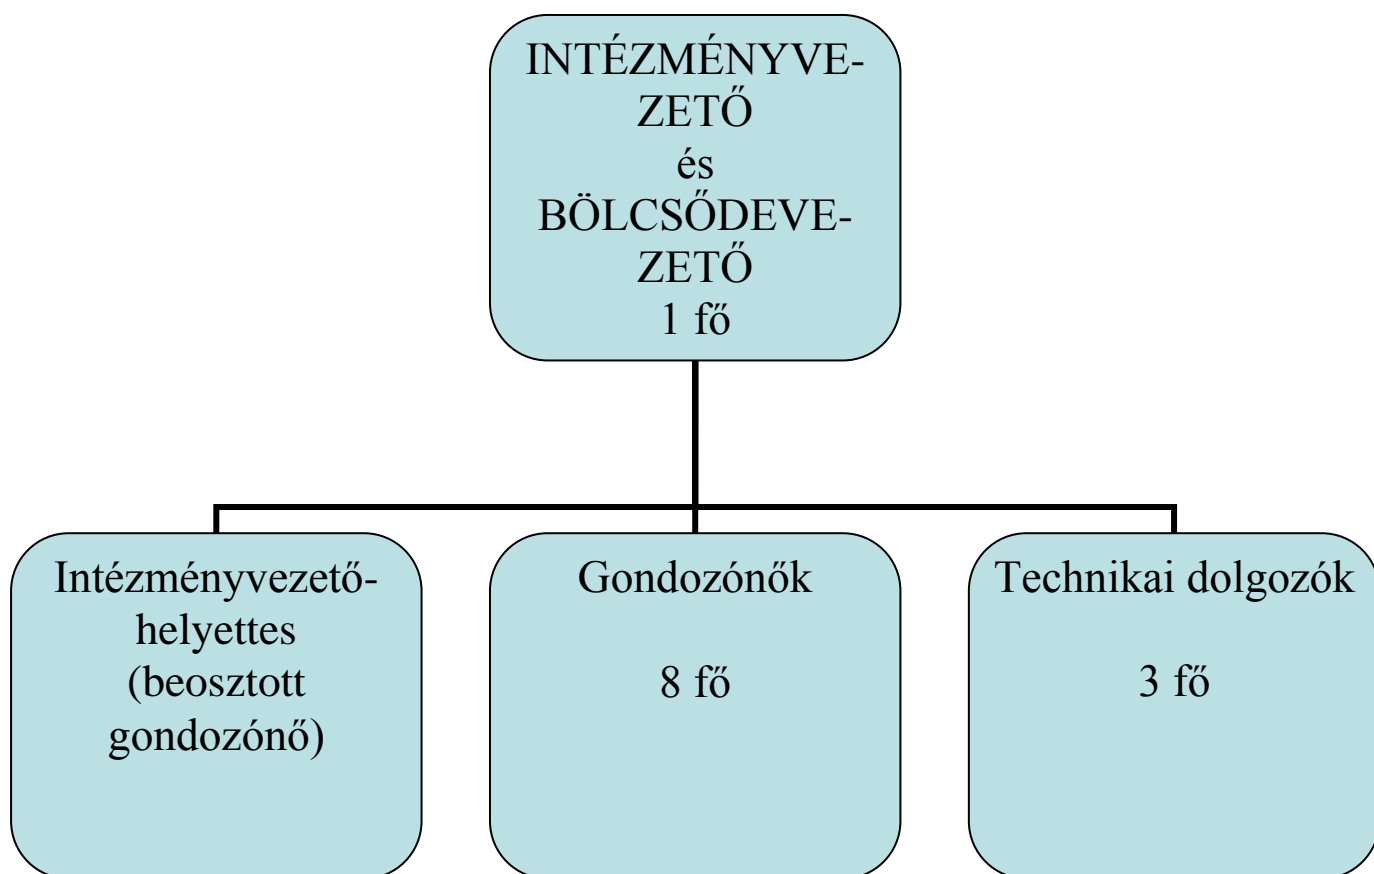 INTÉZMÉNYVE-
ZETŐ
és
BÖLCSŐDEVE-
ZETŐ
1 fő
Intézményvezető-
helyettes
(beosztott
gondozónő)
Gondozónők
8 fő
Technikai dolgozók
3 fő